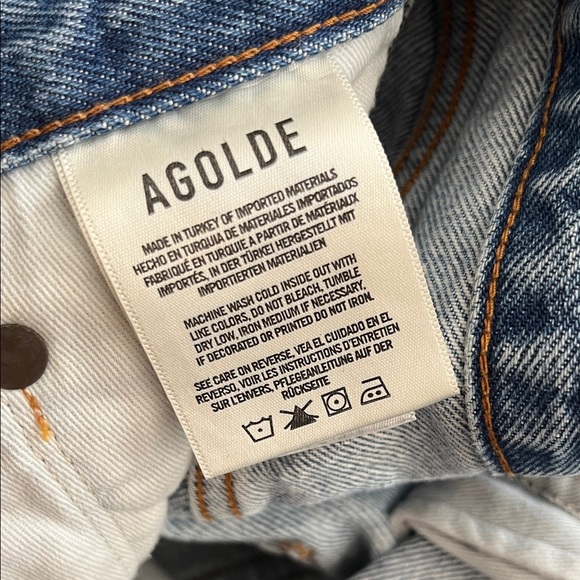 AGOLDE
MADE IN TURKEY OF IMPORTED MATERIALS
HECHO EN TURQUIA DE MATERIALES IMPORTADOS
FABRIQUÉ EN TURQUIE A PARTIR DE MATÉRIAUX
IMPORTÉS, IN DER TÜRKEI HERGESTELLT MIT
IMPORTIERTEN MATERIALIEN
MACHINE WASH COLD INSIDE OUT WITH
LIKE COLORS, DO NOT BLEACH, TUMBLE
DRY LOW, IRON MEDIUM IF NECESSARY,
IF DECORATED OR PRINTED DO NOT IRON.
SEE CARE ON REVERSE, VEA EL CUIDADO EN EL
REVERSO, VOIR LES INSTRUCTIONS D'ENTRETIEN
SUR L'ENVERS, PFLEGEANLEITUNG AUF DER
RÜCKSEITE